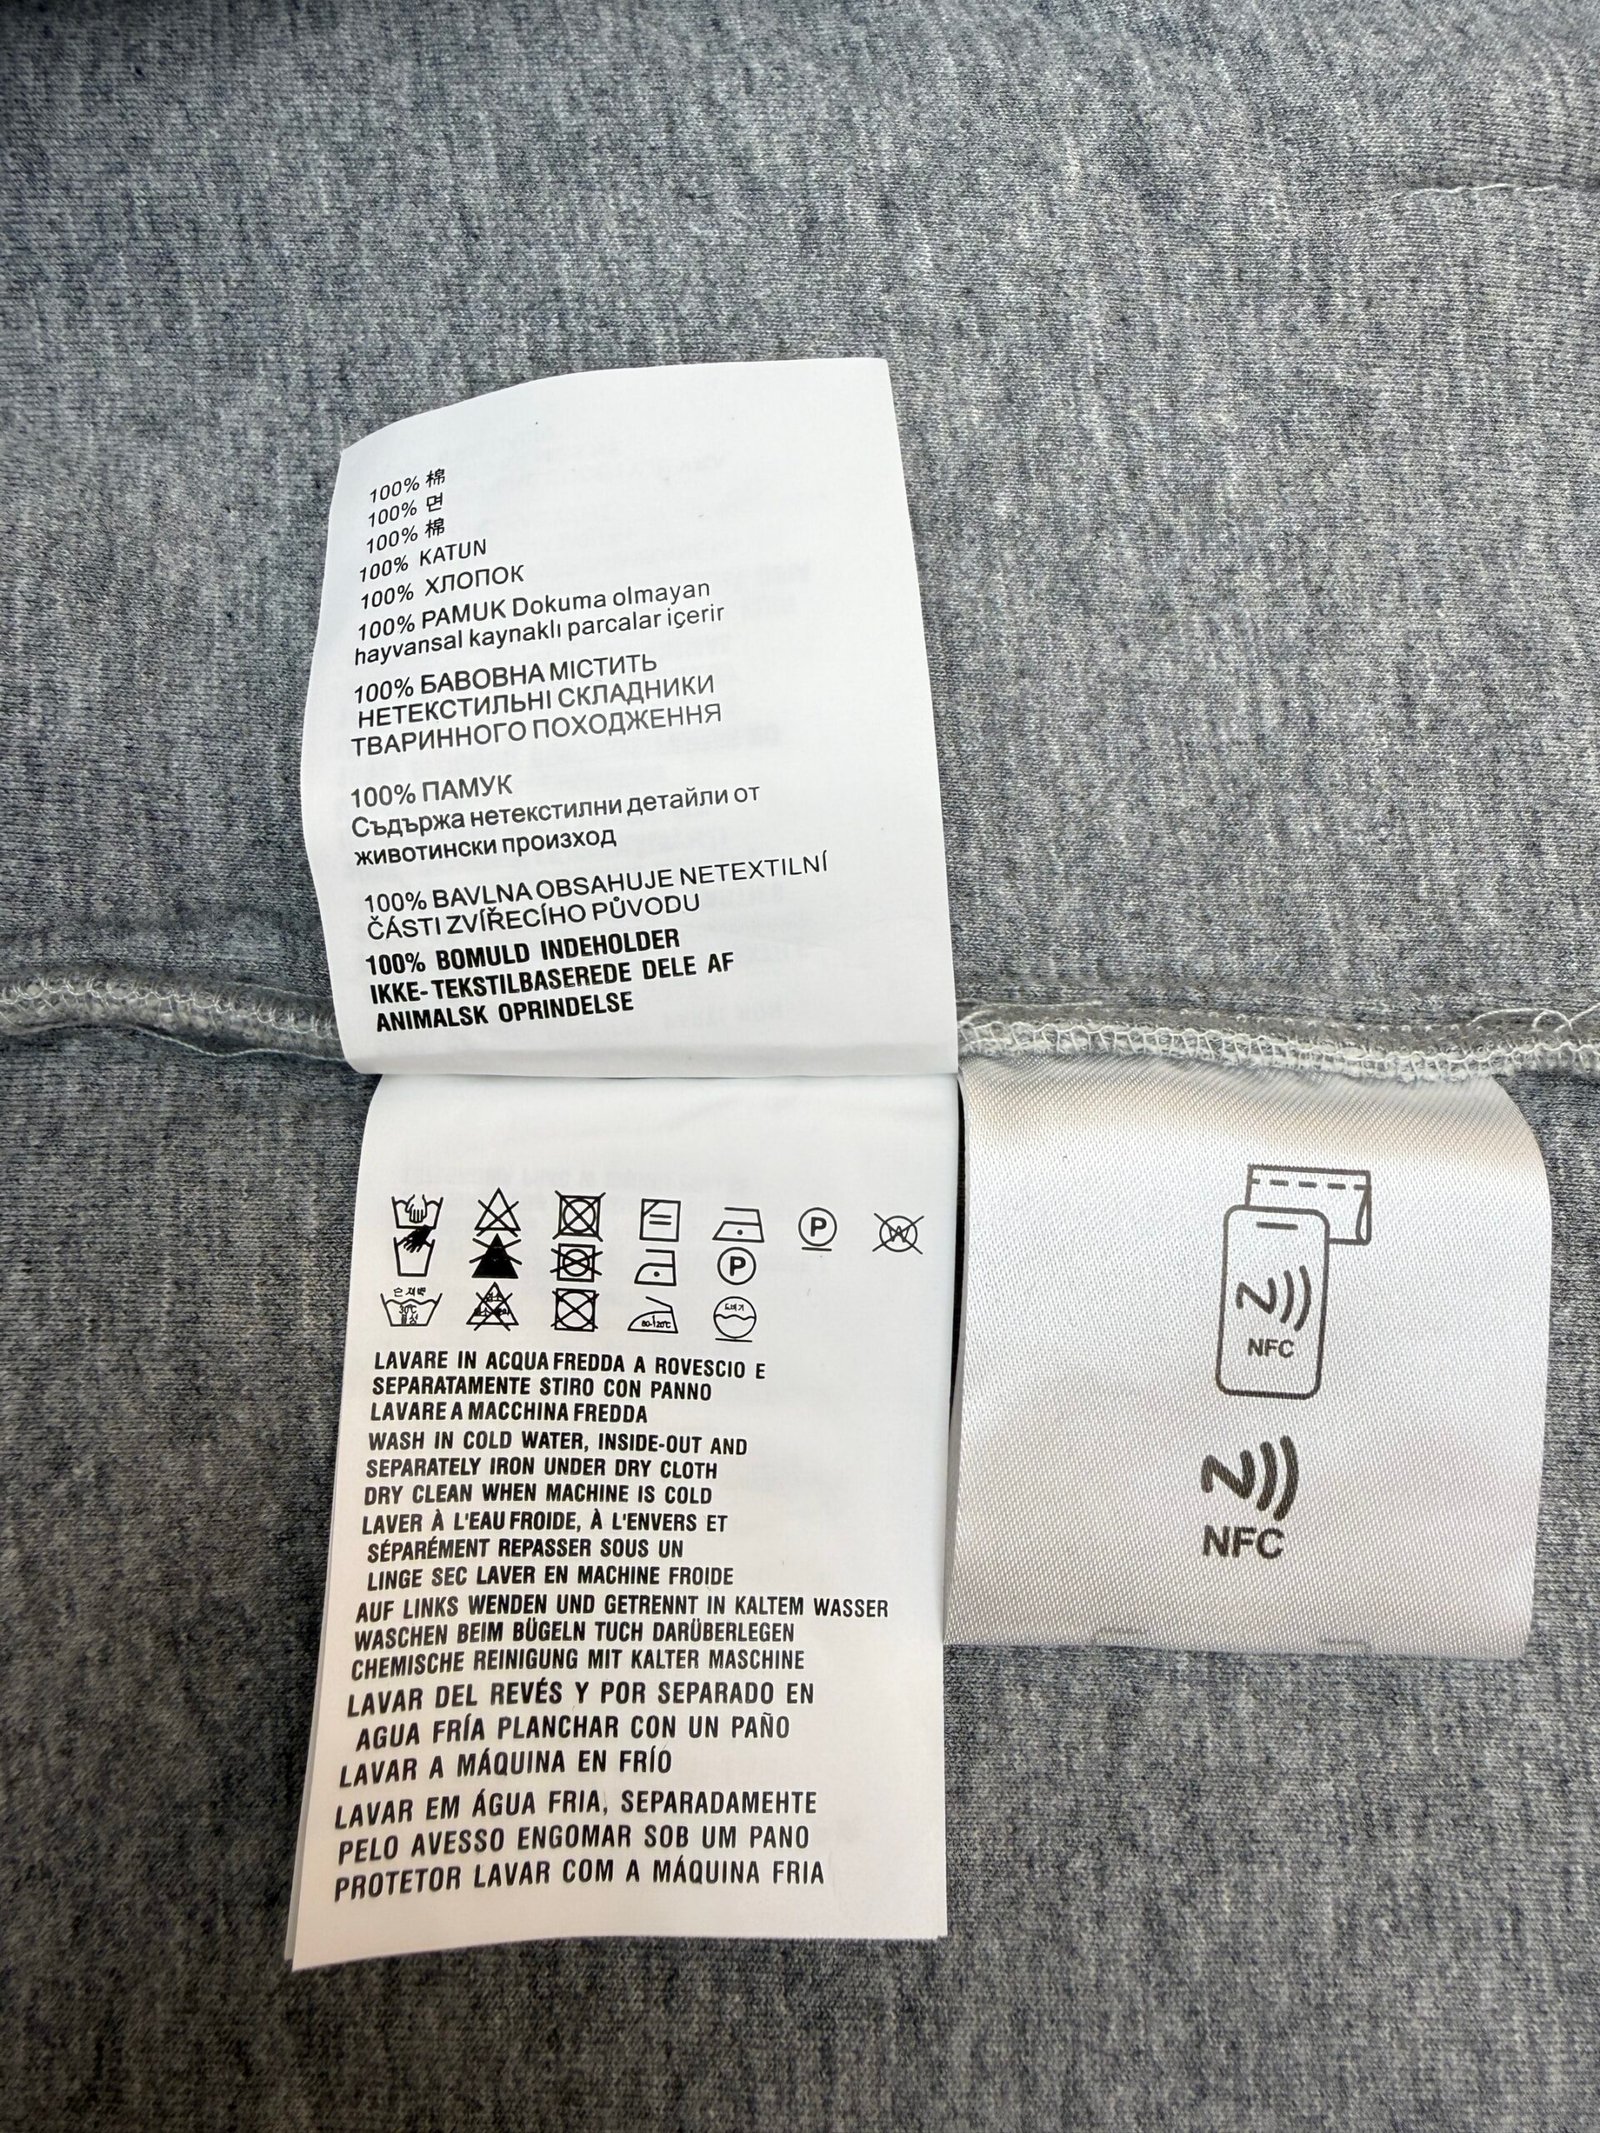 100% 棉
100% 면
100% 棉
100% KATUN
100% ХЛОПОК
100% PAMUK Dokuma olmayan
hayvansal kaynaklı parcalar içerir
100% БАВОВНА МІСТИТЬ
НЕТЕКСТИЛЬНІ СКЛАДНИКИ
ТВАРИННОГО ПОХОДЖЕННЯ
100% ПАМУК
Съдържа нетекстилни детайли от
животински произход
100% BAVLNA OBSAHUJE NETEXTILNÍ
ČÁSTI ZVÍŘECÍHO PŮVODU
100% BOMULD INDEHOLDER
IKKE-TEKSTILBASEREDE DELE AF
ANIMALSK OPRINDELSE
P W
P
30℃ 80-120℃ 드라이
LAVARE IN ACQUA FREDDA A ROVESCIO E
SEPARATAMENTE STIRO CON PANNO
LAVARE A MACCHINA FREDDA
WASH IN COLD WATER, INSIDE-OUT AND
SEPARATELY IRON UNDER DRY CLOTH
DRY CLEAN WHEN MACHINE IS COLD
LAVER À L'EAU FROIDE, À L'ENVERS ET
SÉPARÉMENT REPASSER SOUS UN
LINGE SEC LAVER EN MACHINE FROIDE
AUF LINKS WENDEN UND GETRENNT IN KALTEM WASSER
WASCHEN BEIM BÜGELN TUCH DARÜBERLEGEN
CHEMISCHE REINIGUNG MIT KALTER MASCHINE
LAVAR DEL REVÉS Y POR SEPARADO EN
AGUA FRÍA PLANCHAR CON UN PAÑO
LAVAR A MÁQUINA EN FRÍO
LAVAR EM ÁGUA FRIA, SEPARADAMEHTE
PELO AVESSO ENGOMAR SOB UM PANO
PROTETOR LAVAR COM A MÁQUINA FRIA
NFC
NFC